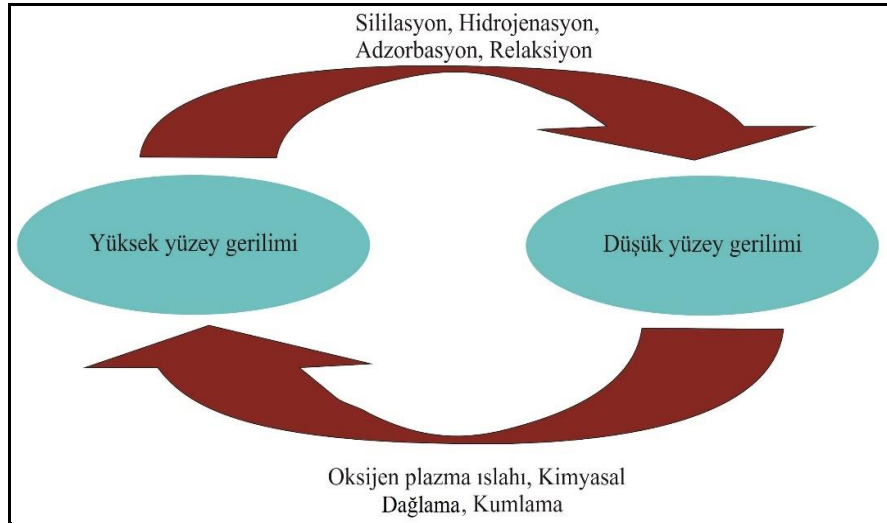 Sililasyon, Hidrojenasyon,
Adzorbasyon, Relaksiyon
Yüksek yüzey gerilimi
Düşük yüzey gerilimi
Oksijen plazma ıslahı, Kimyasal
Dağlama, Kumlama